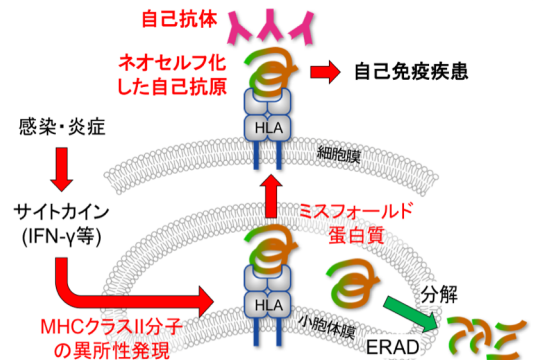 自己抗体
ネオセルフ化
した自己抗原
自己免疫疾患
HLA
感染・炎症
細胞膜
サイトカイン
(IFN-γ等)
ミスフォールド
蛋白質
HLA
小胞体膜
分解
MHCクラスII分子
の異所性発現
ERAD